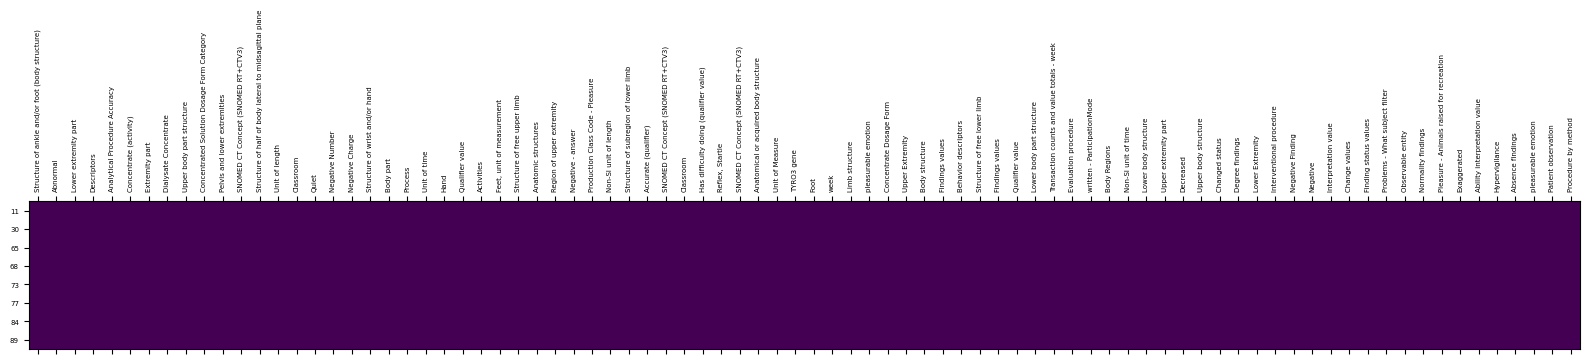 Structure of ankle and/or foot (body structure)
Abnormal
Lower extremity part
Descriptors
Analytical Procedure Accuracy
Concentrate (activity)
Extremity part
Dialysate Concentrate
Upper body part structure
Concentrated Solution Dosage Form Category
Pelvis and lower extremities
SNOMED CT Concept (SNOMED RT+CTV3)
Structure of half of body lateral to midsagittal plane
Unit of length
Classroom
Quiet
Negative Number
Negative Charge
Structure of wrist and/or hand
Body part
Process
Unit of time
Hand
Qualifier value
Activities
Feet, unit of measurement
Structure of free upper limb
Anatomic structures
Region of upper extremity
Negative - answer
Production Class Code - Pleasure
Non-SI unit of length
Structure of subregion of lower limb
Accurate (qualifier)
SNOMED CT Concept (SNOMED RT+CTV3)
Classroom
Has difficulty doing (qualifier value)
Reflex, Startle
SNOMED CT Concept (SNOMED RT+CTV3)
Anatomical or acquired body structure
Unit of Measure
TYRO3 gene
Foot
week
Limb structure
pleasurable emotion
Concentrate Dosage Form
Upper Extremity
Body structure
Findings values
Behavior descriptors
Structure of free lower limb
Findings values
Qualifier value
Lower body part structure
Transaction counts and value totals - week
Evaluation procedure
written - ParticipationMode
Body Regions
Non-SI unit of time
Lower body structure
Upper extremity part
Decreased
Upper body structure
Changed status
Degree findings
Lower Extremity
Interventional procedure
Negative Finding
Negative
Interpretation value
Change values
Finding status values
Problems - What subject filter
Observable entity
Normality findings
Pleasure - Animals raised for recreation
Exaggerated
Ability interpretation value
Hypervigilance
Absence findings
pleasurable emotion
Patient observation
Procedure by method
11
30
65
68
73
77
84
89